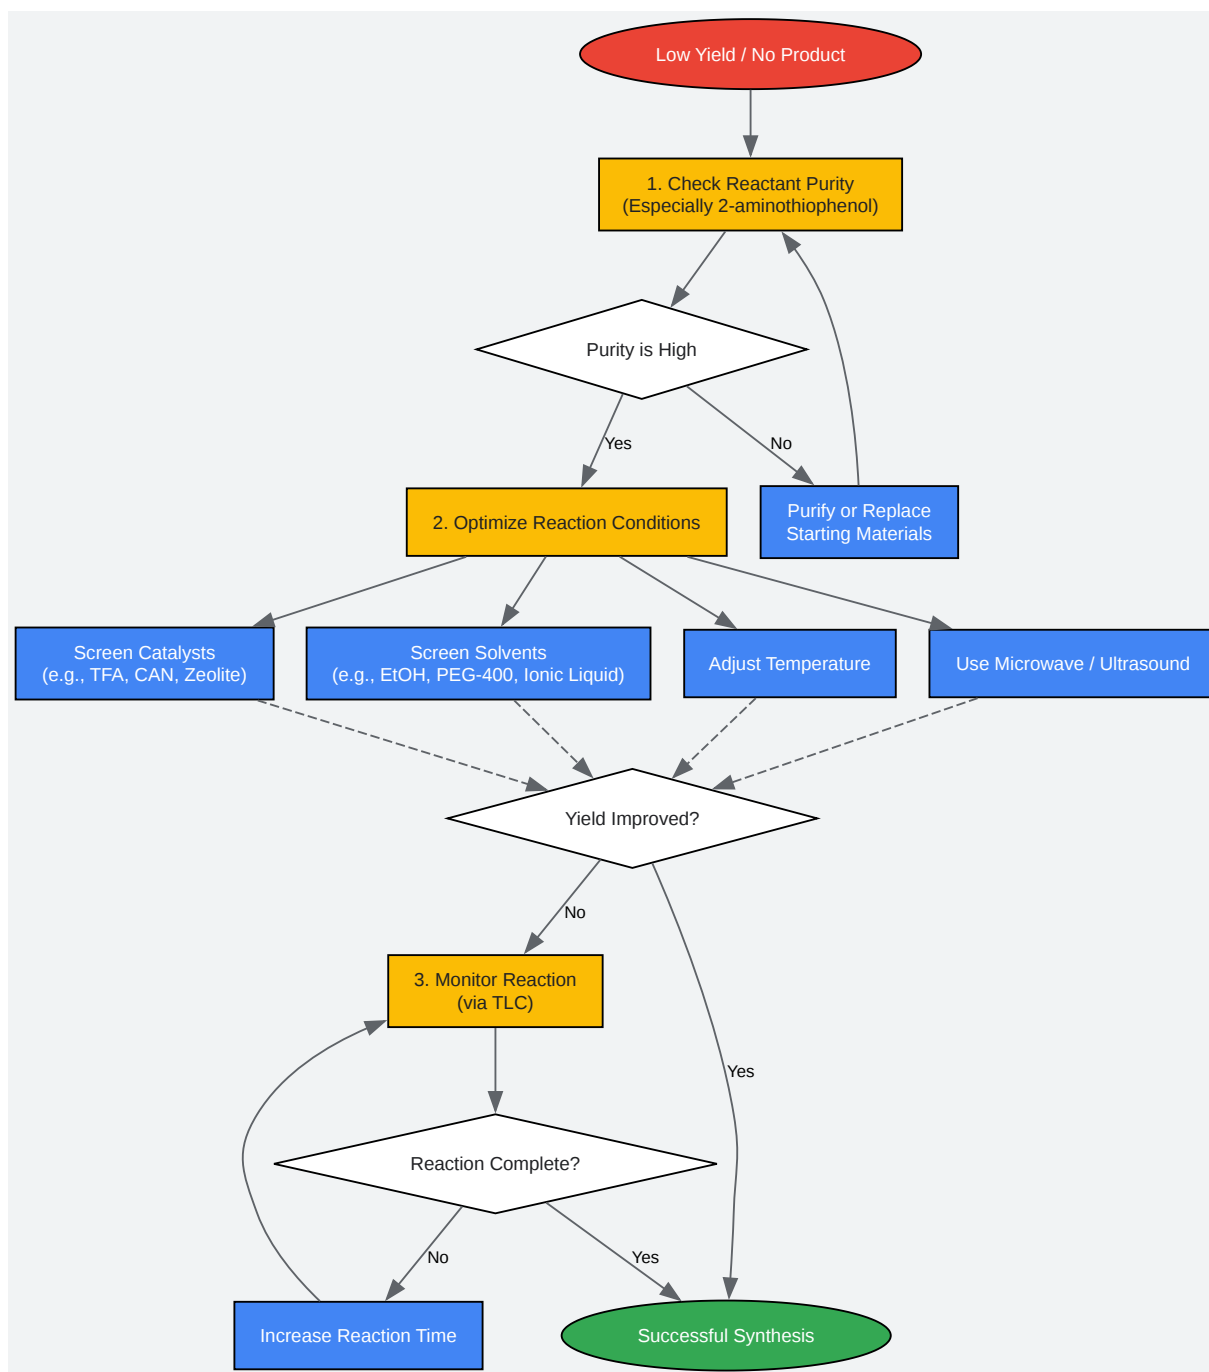 Low Yield / No Product
1. Check Reactant Purity
(Especially 2-aminothiophenol)
Purity is High
Yes
No
2. Optimize Reaction Conditions
Purify or Replace
Starting Materials
Screen Catalysts
(e.g., TFA, CAN, Zeolite)
Screen Solvents
(e.g., EtOH, PEG-400, Ionic Liquid)
Adjust Temperature
Use Microwave / Ultrasound
Yield Improved?
No
3. Monitor Reaction
(via TLC)
Yes
Reaction Complete?
No
Yes
Increase Reaction Time
Successful Synthesis